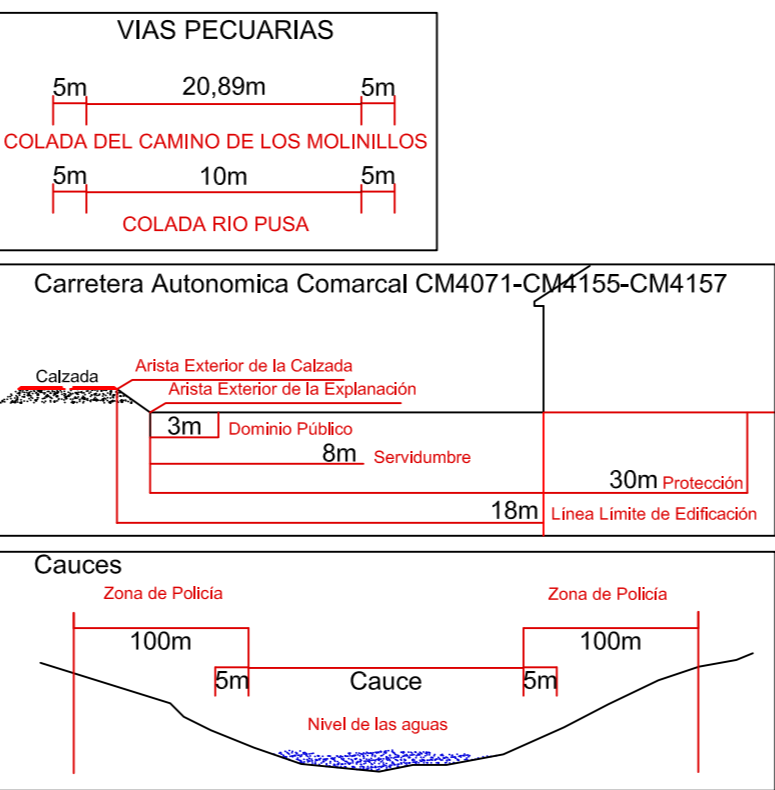 VIAS PECUARIAS
5m 20,89m 5m
COLADA DEL CAMINO DE LOS MOLINILLOS
5m 10m 5m
COLADA RIO PUSA
Carretera Autonomica Comarcal CM4071-CM4155-CM4157
Calzada
Arista Exterior de la Calzada
Arista Exterior de la Explanación
3m Dominio Público
8m Servidumbre
30m Protección
18m Línea Límite de Edificación
Cauces
Zona de Policía Zona de Policía
100m 100m
5m Cauce 5m
Nivel de las aguas